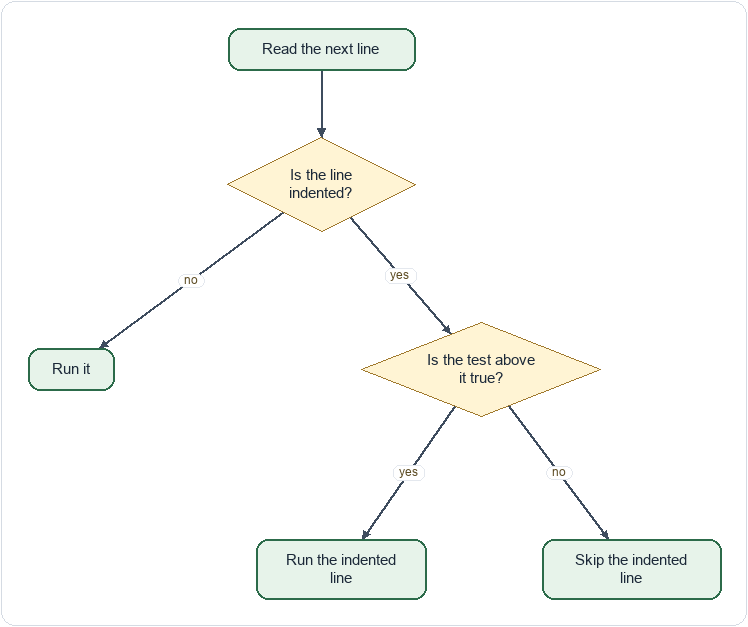 Read the next line
Is the line
indented?
no
yes
Run it
Is the test above
it true?
yes
no
Run the indented
line
Skip the indented
line